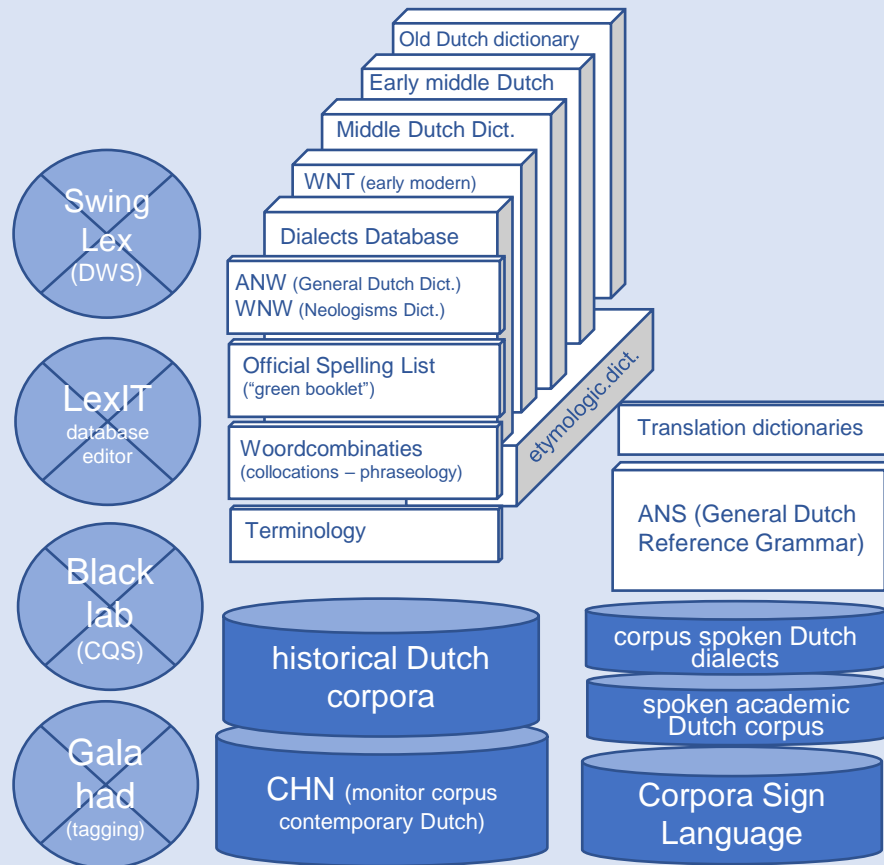 Old Dutch dictionary
Early middle Dutch
Middle Dutch Dict.
WNT (early modern)
Dialects Database
ANW (General Dutch Dict.)
WNW (Neologisms Dict.)
Official Spelling List
(“green booklet”)
Woordcombinaties
(collocations – phraseology)
Terminology
etymologic.dict.
Translation dictionaries
ANS (General Dutch
Reference Grammar)
Swing
Lex
(DWS)
LexIT
database
editor
Black
lab
(CQS)
Gala
had
(tagging)
historical Dutch
corpora
CHN (monitor corpus
contemporary Dutch)
corpus spoken Dutch
dialects
spoken academic
Dutch corpus
Corpora Sign
Language